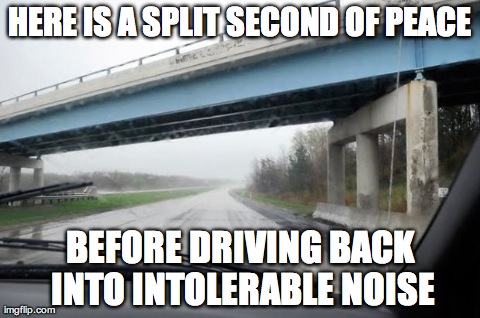 HERE IS A SPLIT SECOND OF PEACE
BEFORE DRIVING BACK
INTO INTOLERABLE NOISE
imgflip.com